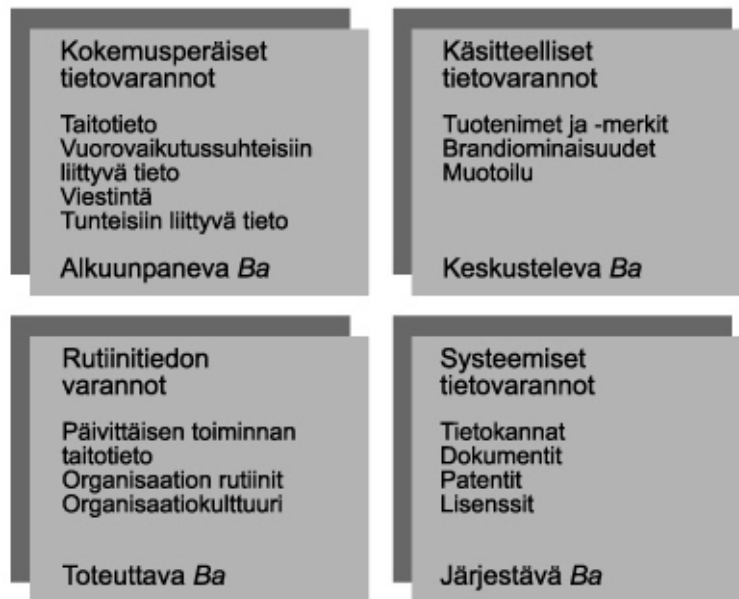 Kokemusperäiset
tietovarannot
Taitotieto
Vuorovaikutussuhteisiin
liittyvä tieto
Viestintä
Tunteisiin liittyvä tieto
Alkuunpaneva Ba
Käsitteelliset
tietovarannot
Tuotenimet ja -merkit
Brandiominaisuudet
Muotoilu
Keskusteleva Ba
Rutiinitiedon
varannot
Päivittäisen toiminnan
taitotieto
Organisaation rutiinit
Organisaatiokulttuuri
Toteuttava Ba
Systeemiset
tietovarannot
Tietokannat
Dokumentit
Patentit
Lisenssit
Järjestävä Ba